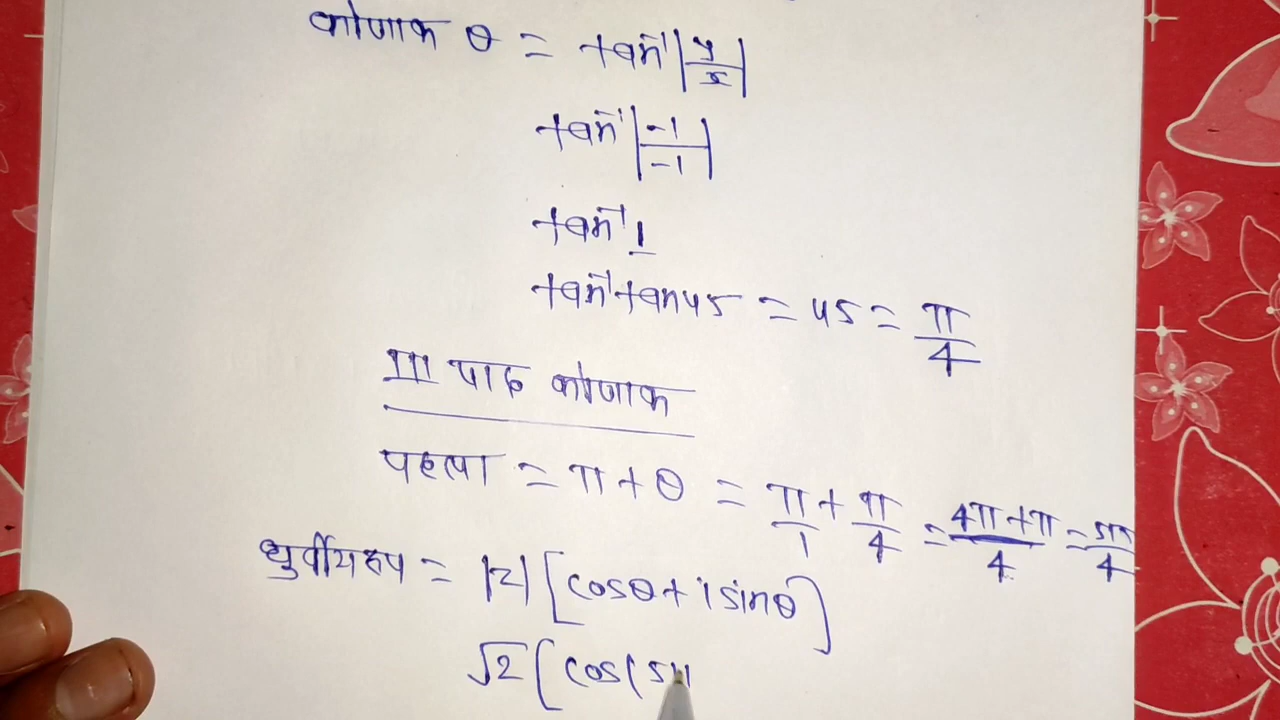 कोणाक θ = tan⁻¹|y/x|
tan⁻¹|-1/-1|
tan⁻¹ 1
tan⁻¹ tan45 = 45 = π/4
III पाद कोणाक
पहला = π + θ = π/1 + π/4 = 4π+π/4 = 5π/4
ध्रुवीयरूप = |z| [cosθ + i sinθ]
√2 [cos(5π